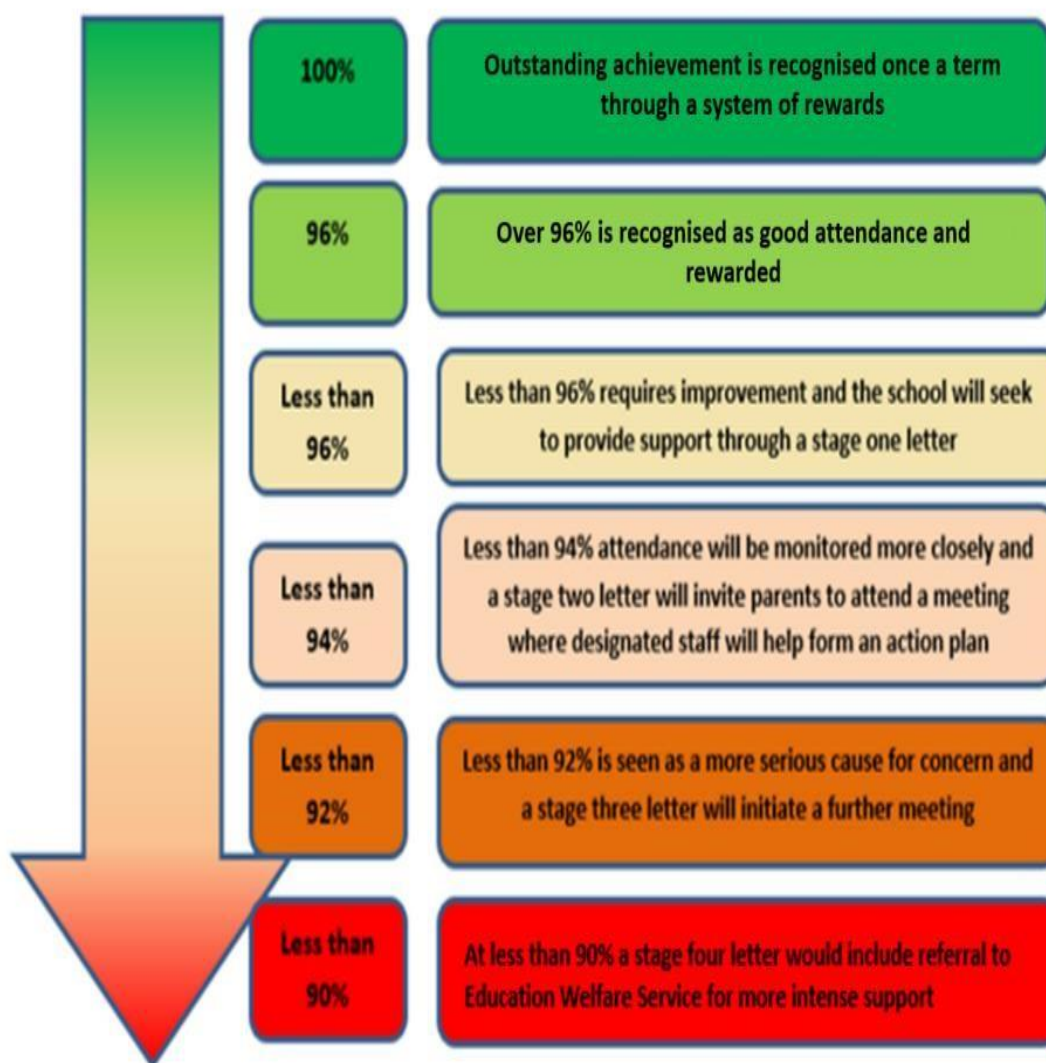 100%
Outstanding achievement is recognised once a term
through a system of rewards
96%
Over 96% is recognised as good attendance and
rewarded
Less than
96%
Less than 96% requires improvement and the school will seek
to provide support through a stage one letter
Less than
94%
Less than 94% attendance will be monitored more closely and
a stage two letter will invite parents to attend a meeting
where designated staff will help form an action plan
Less than
92%
Less than 92% is seen as a more serious cause for concern and
a stage three letter will initiate a further meeting
Less than
90%
At less than 90% a stage four letter would include referral to
Education Welfare Service for more intense support